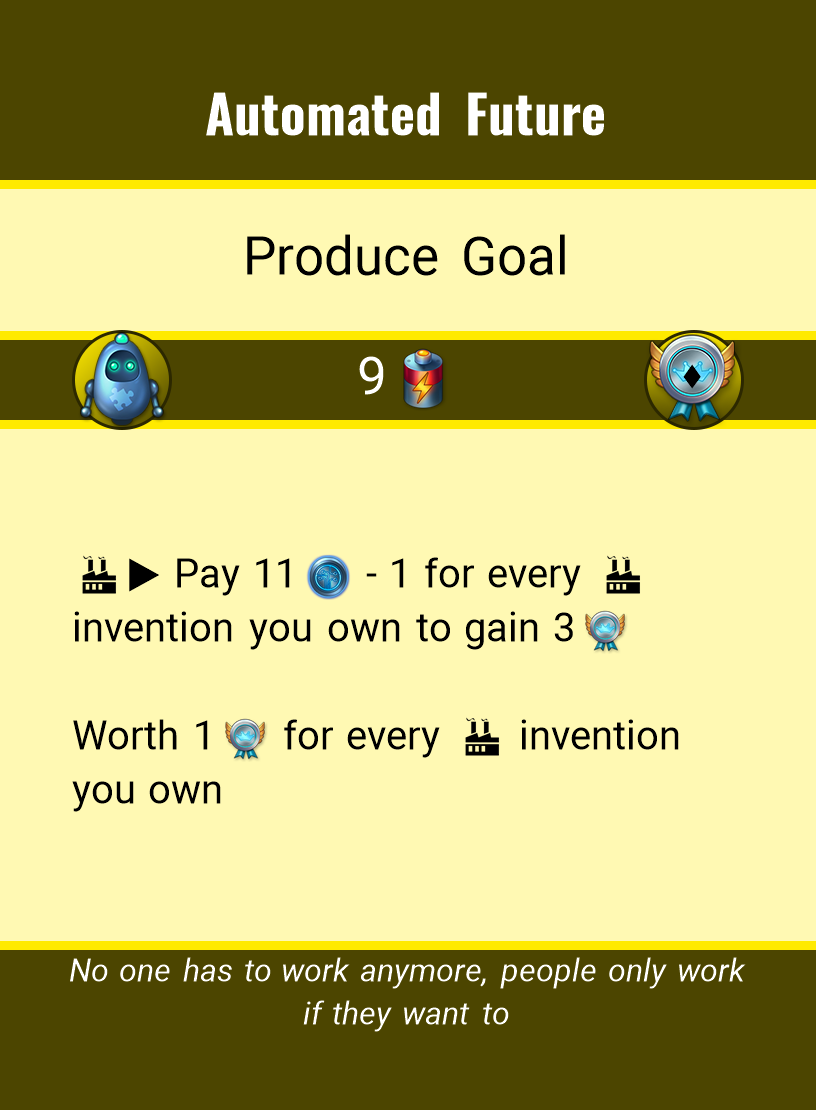 Automated Future
Produce Goal
9
Pay 11 - 1 for every
invention you own to gain 3
Worth 1 for every invention
you own
No one has to work anymore, people only work
if they want to